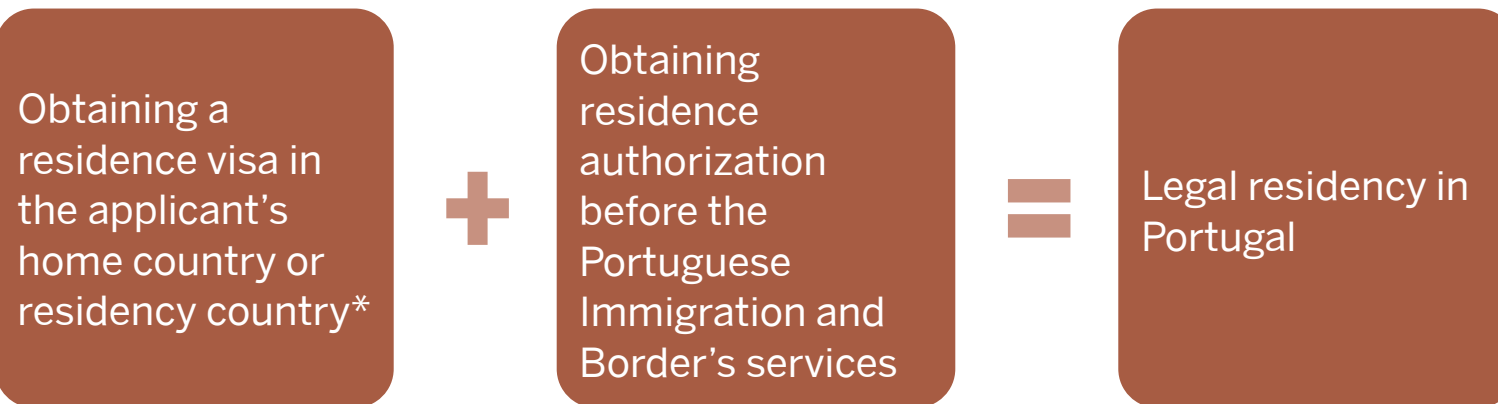 Obtaining a
residence visa in
the applicant’s
home country or
residency country*
+
Obtaining
residence
authorization
before the
Portuguese
Immigration and
Border’s services
=
Legal residency in
Portugal